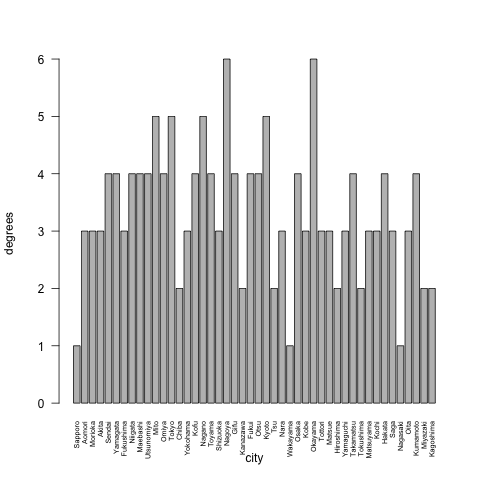 6
5
4
3
2
1
0
degrees
Sapporo
Aomori
Morioka
Akita
Sendai
Yamagata
Fukushima
Niigata
Maebashi
Utsunomiya
Mito
Omiya
Tokyo
Chiba
Yokohama
Kofu
Nagano
Toyama
Shizuoka
Nagoya
Gifu
Kanazawa
Fukui
Otsu
Kyoto
Tsu
Nara
Wakayama
Osaka
Kobe
Okayama
Tottori
Matsue
Hiroshima
Yamaguchi
Takamatsu
Tokushima
Matsuyama
Kochi
Hakata
Saga
Nagasaki
Oita
Kumamoto
Miyazaki
Kagoshima
city